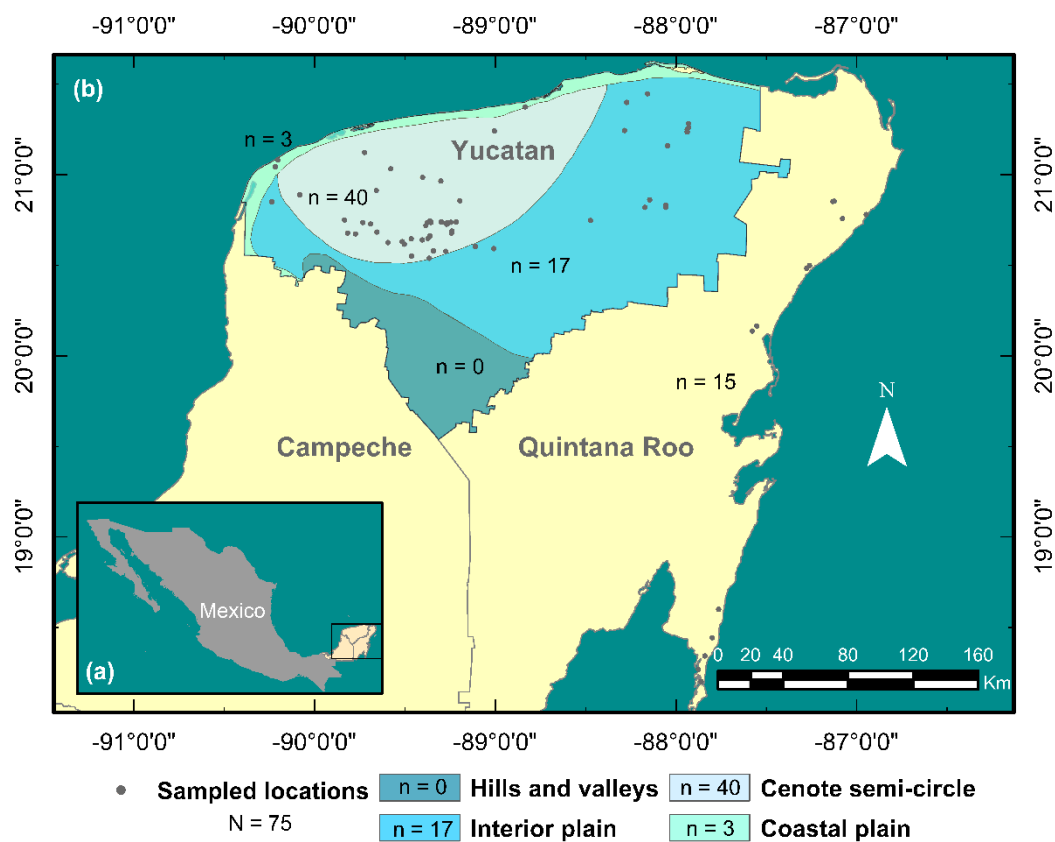 -91°0'0" -90°0'0" -89°0'0" -88°0'0" -87°0'0"
(b)
n = 3
Yucatan
21°0'0" 21°0'0"
n = 40
n = 17
20°0'0" 20°0'0"
n = 0
n = 15
N
Campeche Quintana Roo
19°0'0" 19°0'0"
Mexico
(a)
0 20 40 80 120 160
Km
-91°0'0" -90°0'0" -89°0'0" -88°0'0" -87°0'0"
Sampled locations n = 0 Hills and valleys n = 40 Cenote semi-circle
N = 75 n = 17 Interior plain n = 3 Coastal plain